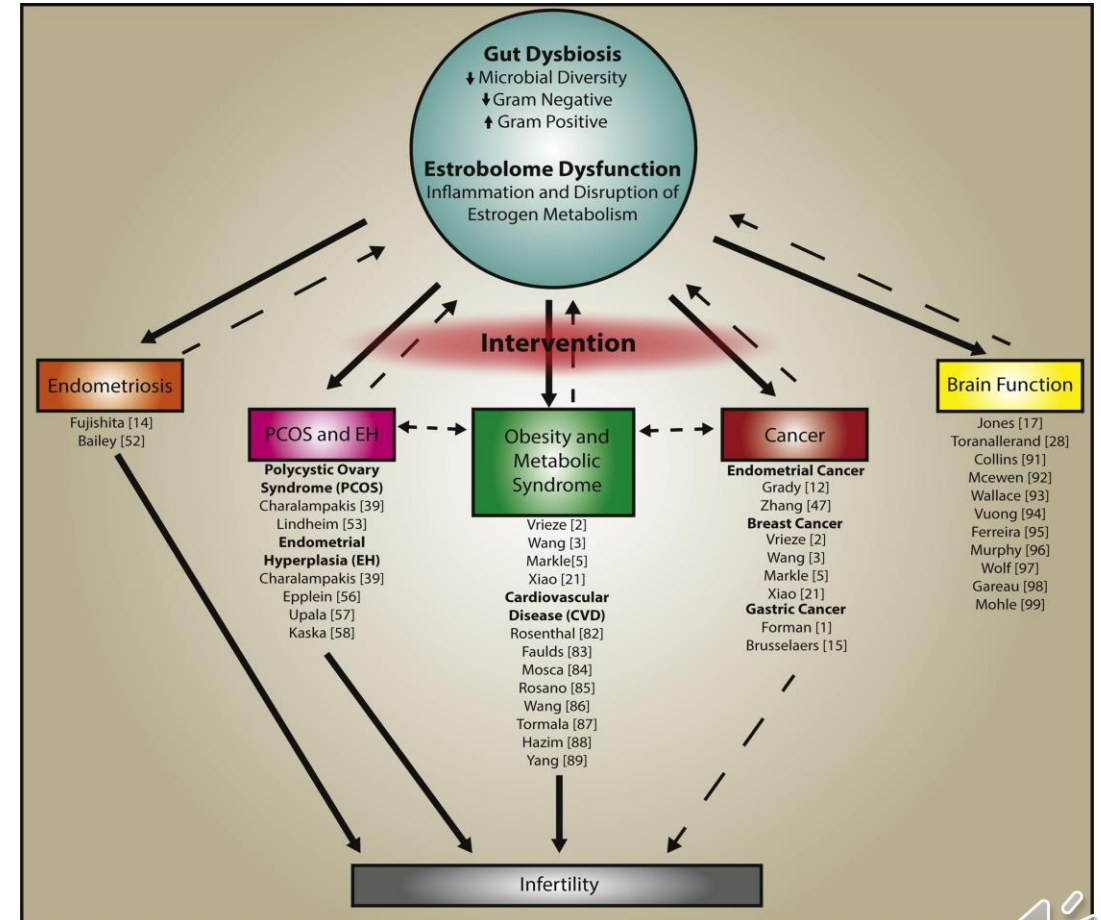 Gut Dysbiosis
↓ Microbial Diversity
↓ Gram Negative
↑ Gram Positive
Estrobolome Dysfunction
Inflammation and Disruption of
Estrogen Metabolism
Intervention
Endometriosis
Fujishita [14]
Bailey [52]
PCOS and EH
Polycystic Ovary
Syndrome (PCOS)
Charalampakis [39]
Lindheim [53]
Endometrial
Hyperplasia (EH)
Charalampakis [39]
Epplein [56]
Upala [57]
Kaska [58]
Obesity and
Metabolic
Syndrome
Vrieze [2]
Wang [3]
Markle[5]
Xiao [21]
Cardiovascular
Disease (CVD)
Rosenthal [82]
Faulds [83]
Mosca [84]
Rosano [85]
Wang [86]
Tormala [87]
Hazim [88]
Yang [89]
Cancer
Endometrial Cancer
Grady [12]
Zhang [47]
Breast Cancer
Vrieze [2]
Wang [3]
Markle [5]
Xiao [21]
Gastric Cancer
Forman [1]
Brusselaers [15]
Brain Function
Jones [17]
Toranallerand [28]
Collins [91]
Mcewen [92]
Wallace [93]
Vuong [94]
Ferreira [95]
Murphy [96]
Wolf [97]
Gareau [98]
Mohle [99]
Infertility